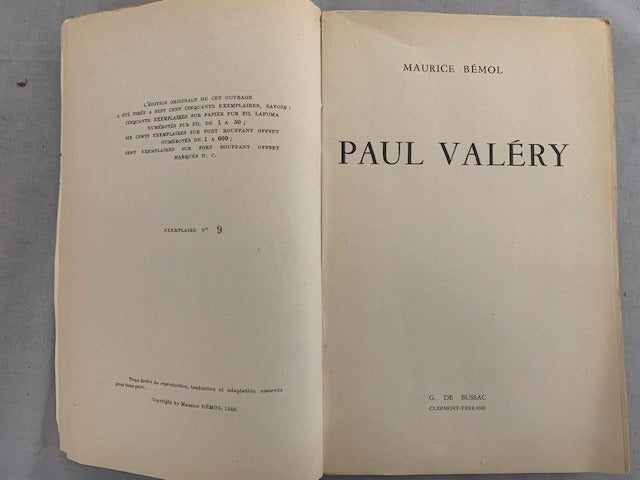 L'ÉDITION ORIGINALE DE CET OUVRAGE
A ÉTÉ TIRÉE A SEPT CENT CINQUANTE EXEMPLAIRES, SAVOIR :
CINQUANTE EXEMPLAIRES SUR PAPIER PUR FIL LAFUMA
NUMÉROTÉS PUR FIL DE 1 A 50 ;
SIX CENTS EXEMPLAIRES SUR FORT BOUFFANT OFFSET
NUMÉROTÉS DE 1 A 600 ;
CENT EXEMPLAIRES SUR FORT BOUFFANT OFFSET
MARQUÉS H. C.
EXEMPLAIRE N° 9
Tous droits de reproduction, traduction et adaptation réservés
pour tous pays.
Copyright by Maurice BÉMOL, 1949.
MAURICE BÉMOL
PAUL VALÉRY
G. DE BUSSAC
CLERMONT-FERRAND